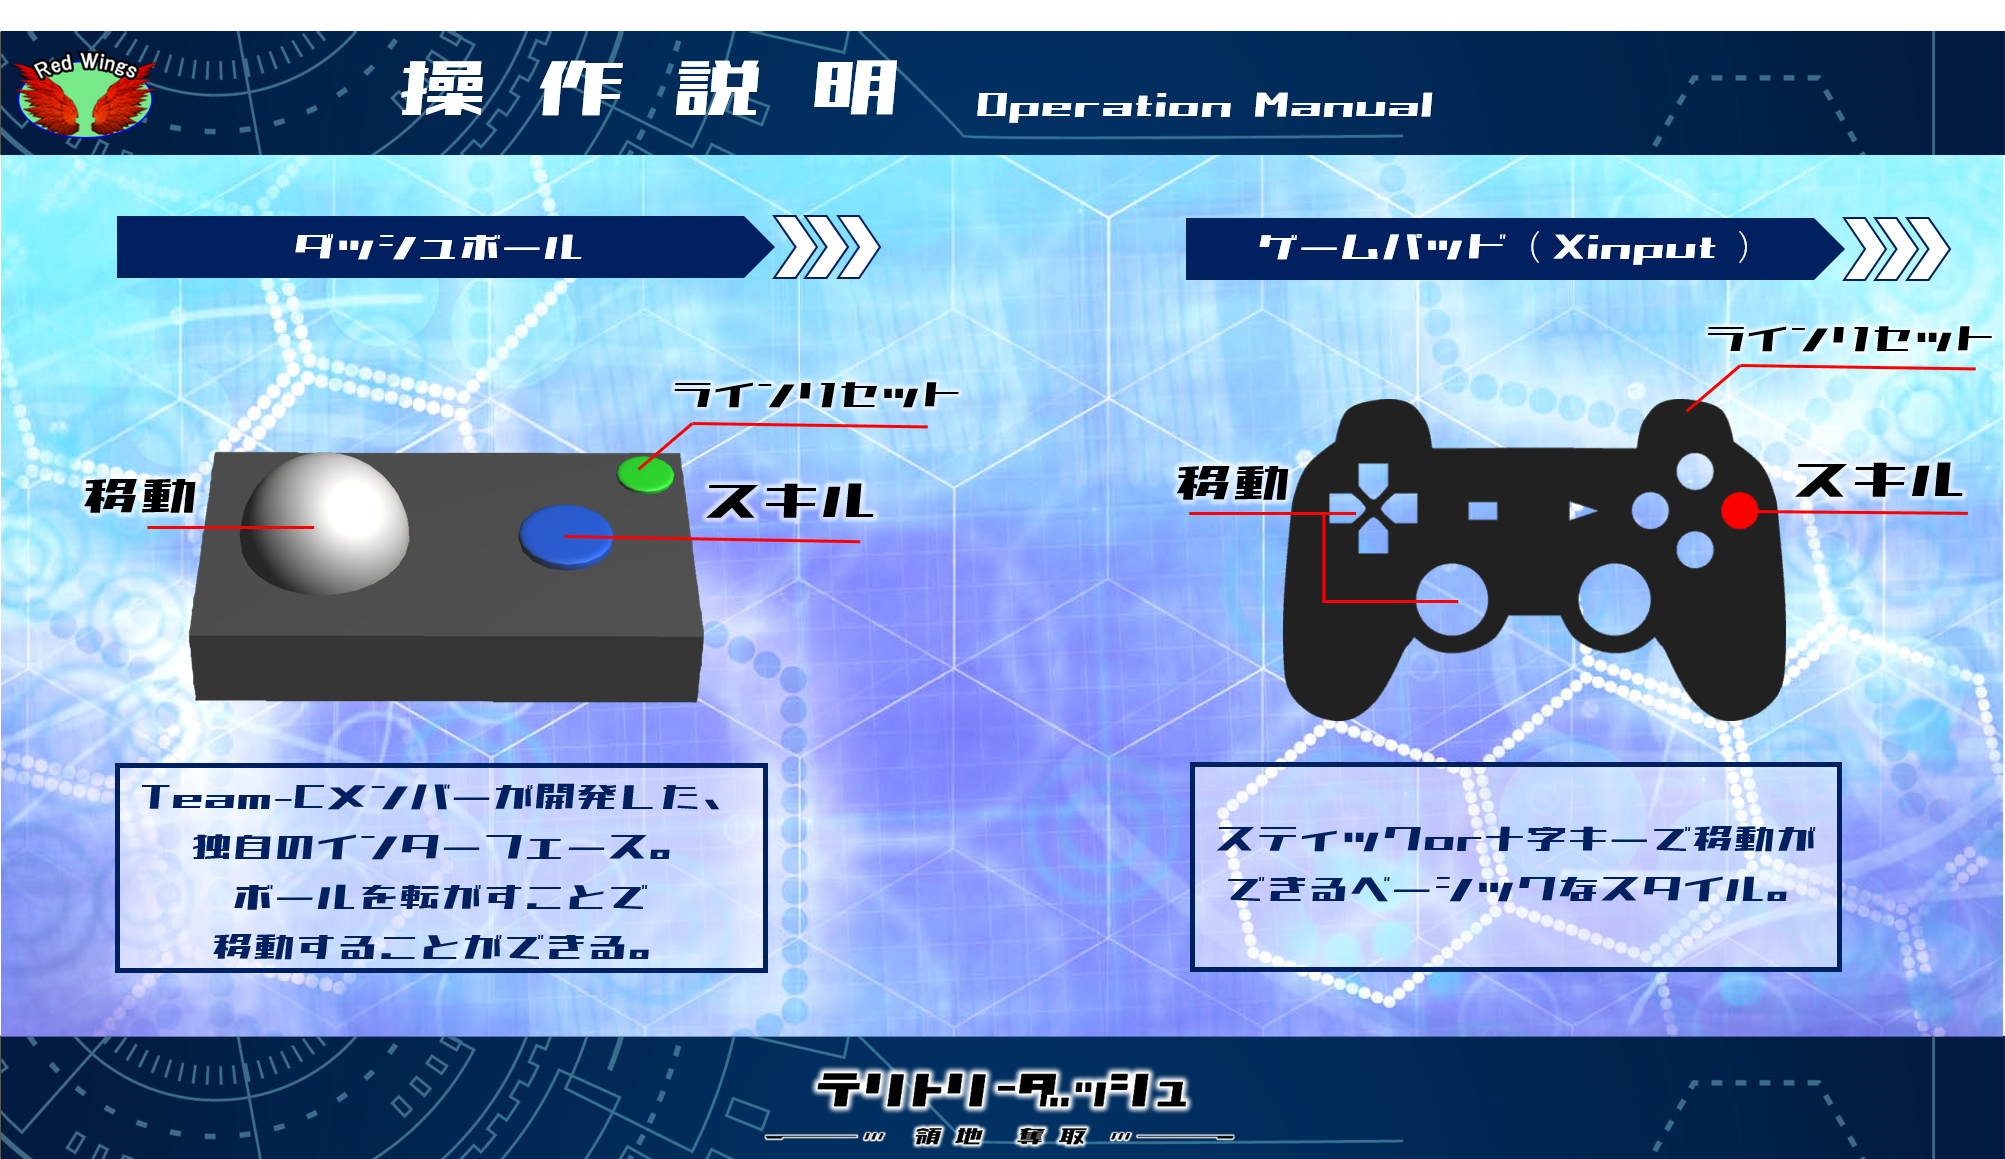 Red Wings
操作説明 Operation Manual
ダッシュボール
ゲームパッド（Xinput）
ラインリセット
移動
スキル
ラインリセット
移動
スキル
Team-Cメンバーが開発した、
独自のインターフェース。
ボールを転がすことで
移動することができる。
スティックor十字キーで移動が
できるベーシックなスタイル。
テリトリーダッシュ
領地 奪取